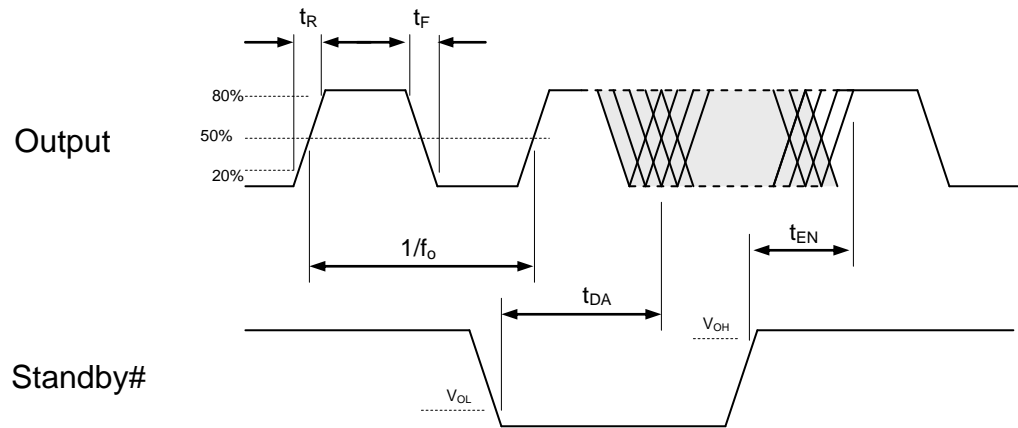 tR tF
80%
50%
20%
Output
1/fo
tEN
tDA
VOH
Standby#
VOL